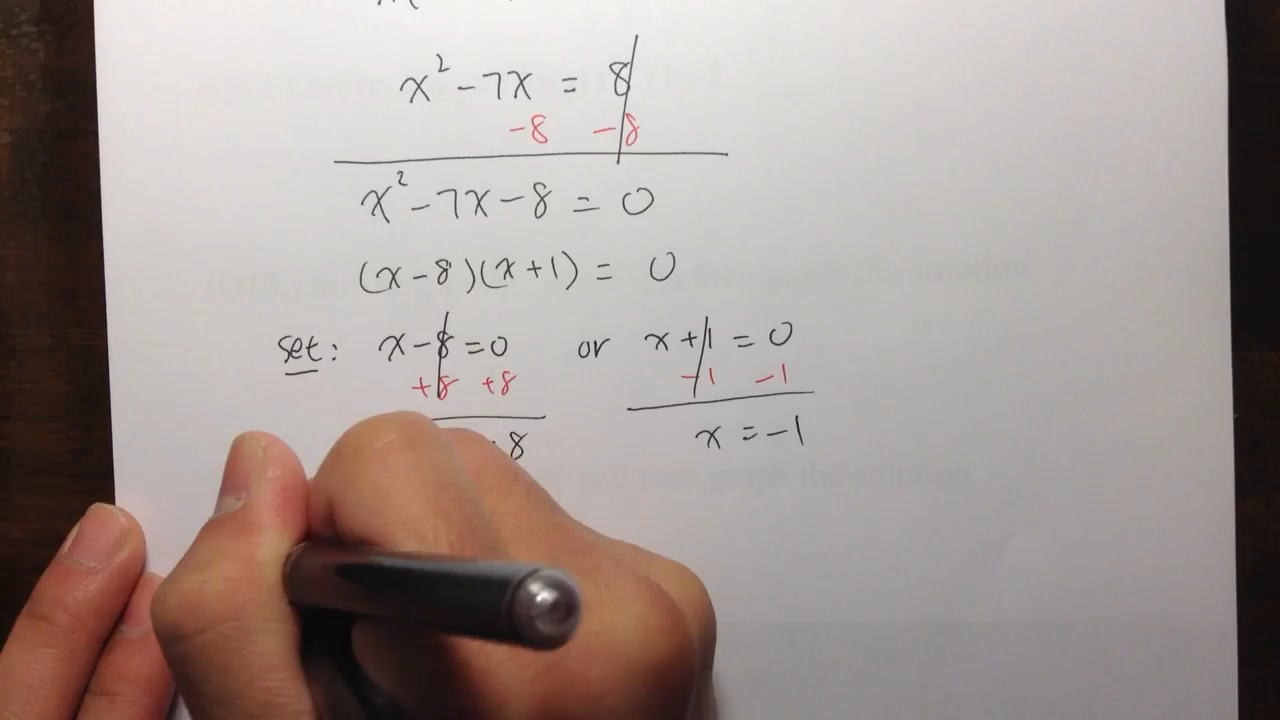 x² - 7x = 8
-8 -8
x² - 7x - 8 = 0
(x - 8)(x + 1) = 0
set: x - 8 = 0 or x + 1 = 0
+8 +8 -1 -1
8 x = -1